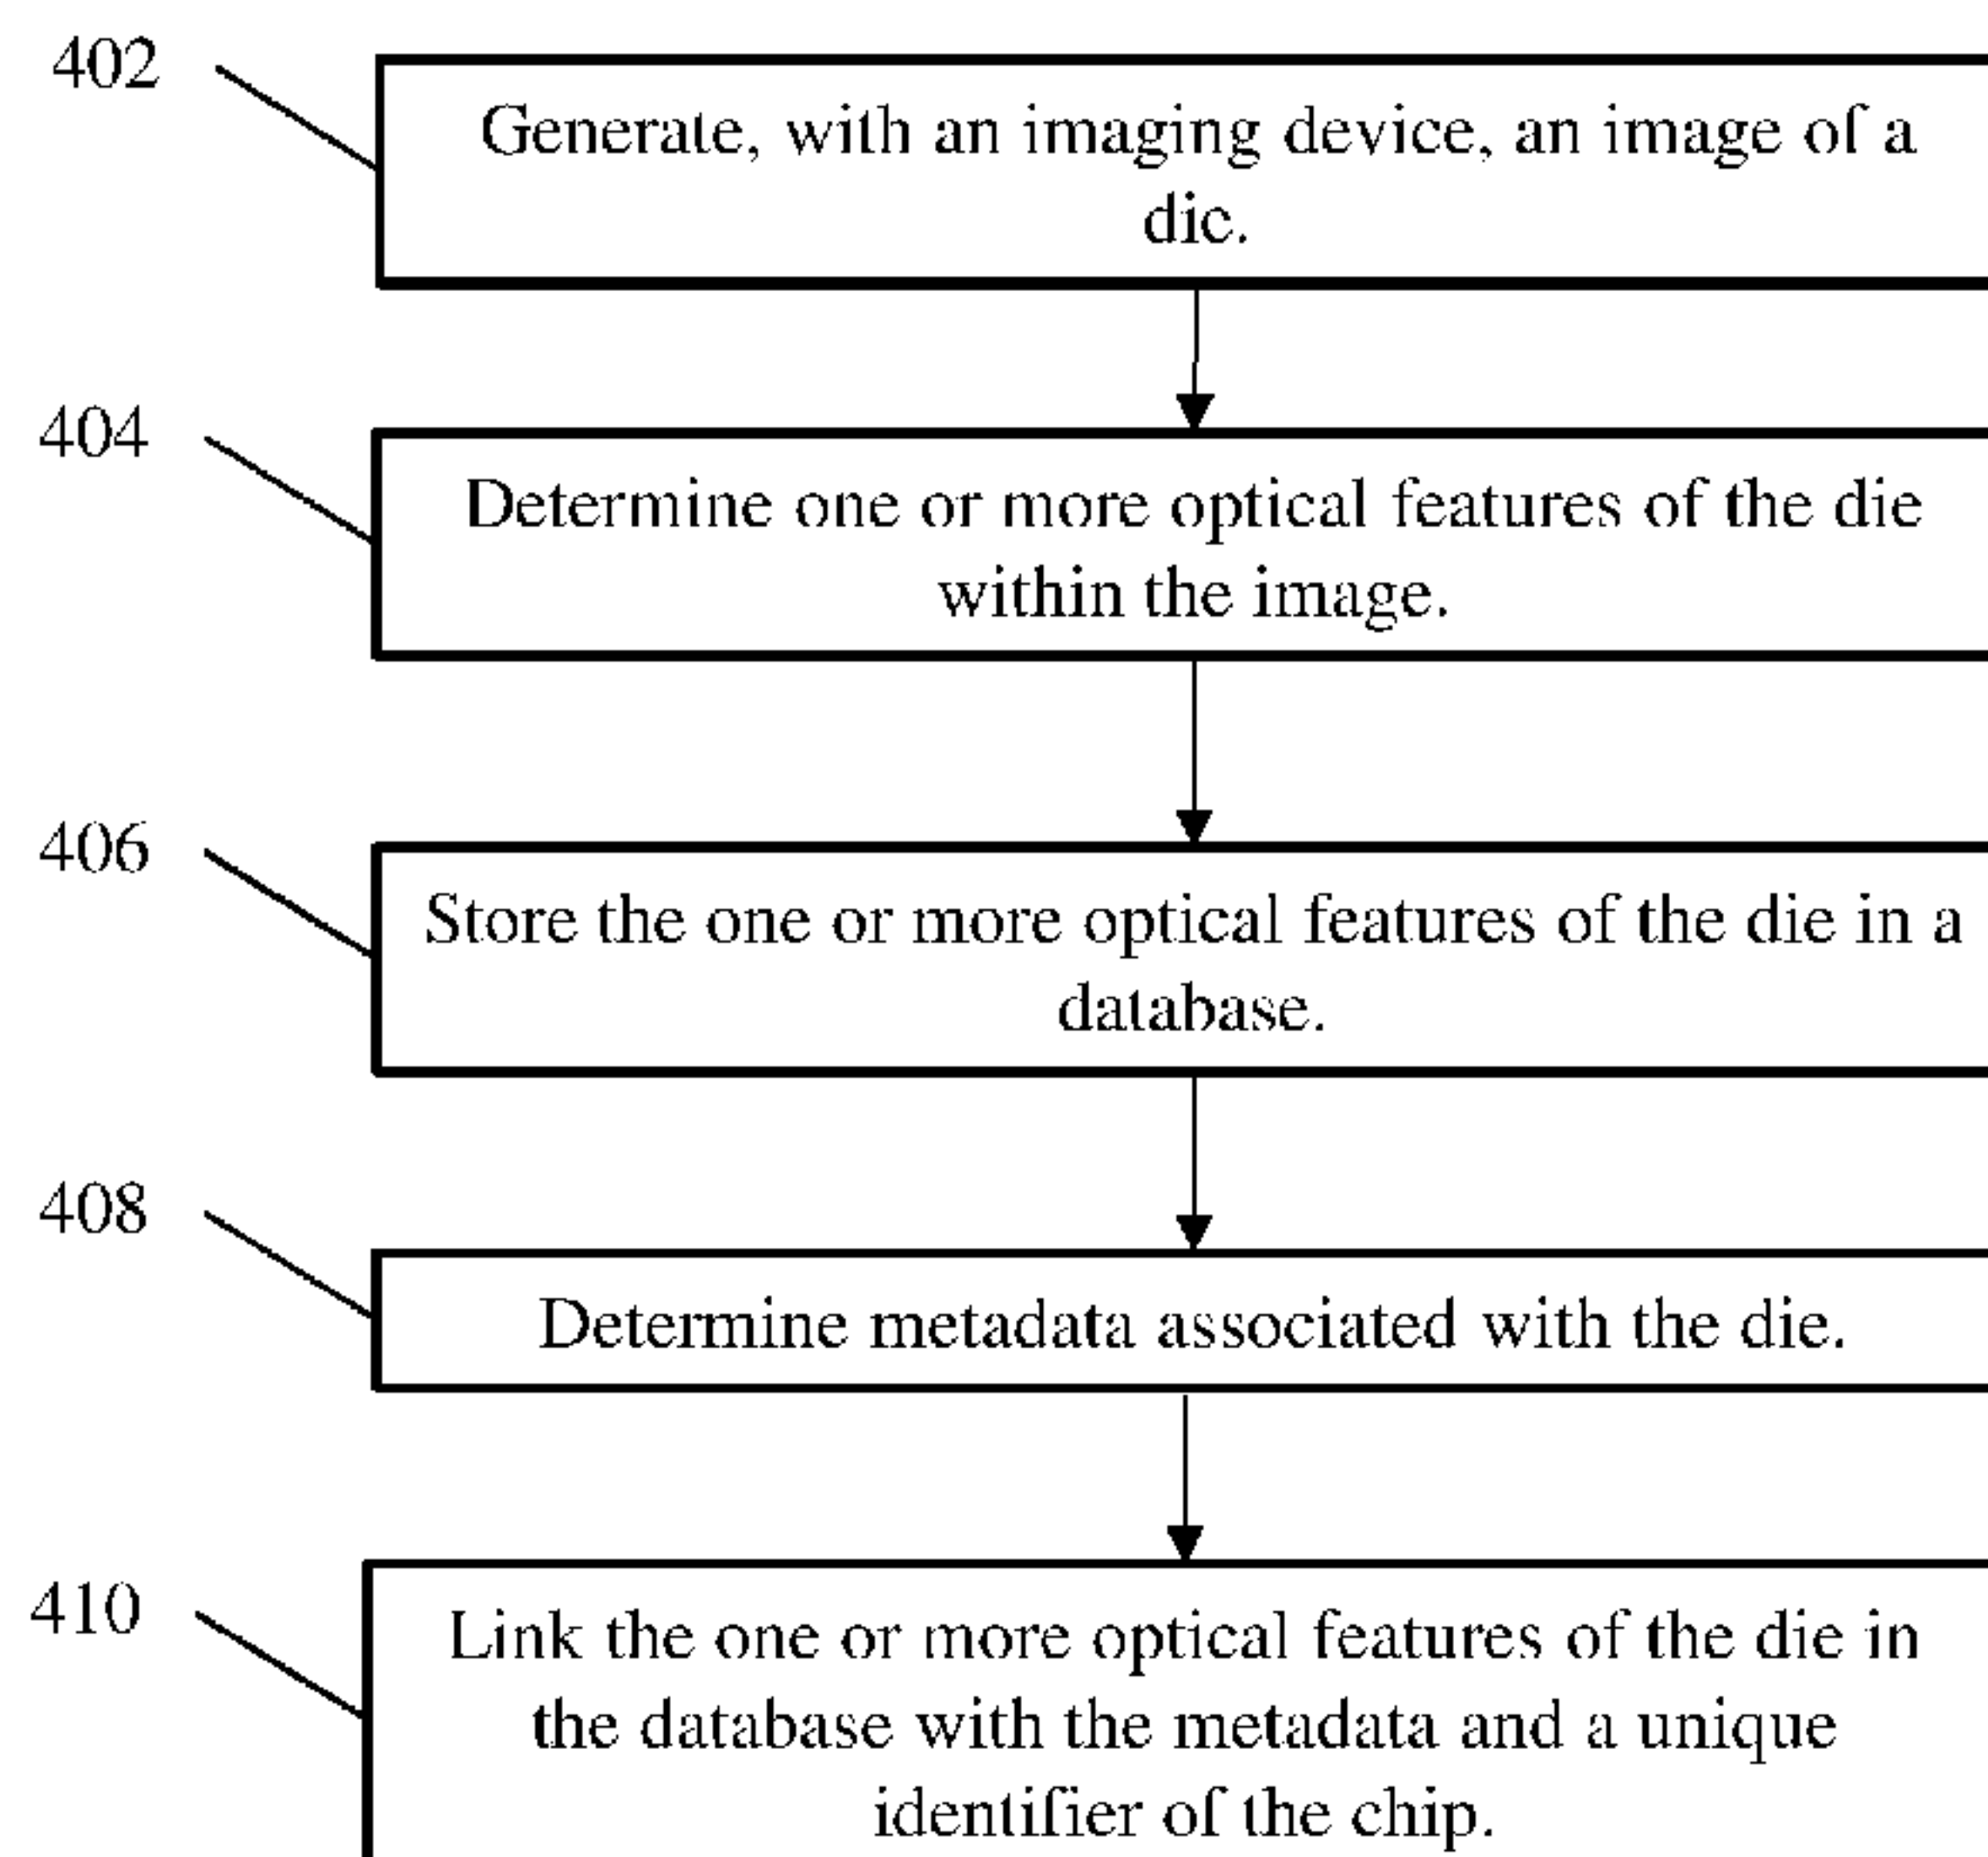 402
Generate, with an imaging device, an image of a
die.
404
Determine one or more optical features of the die
within the image.
406
Store the one or more optical features of the die in a
database.
408
Determine metadata associated with the die.
410
Link the one or more optical features of the die in
the database with the metadata and a unique
identifier of the chip.